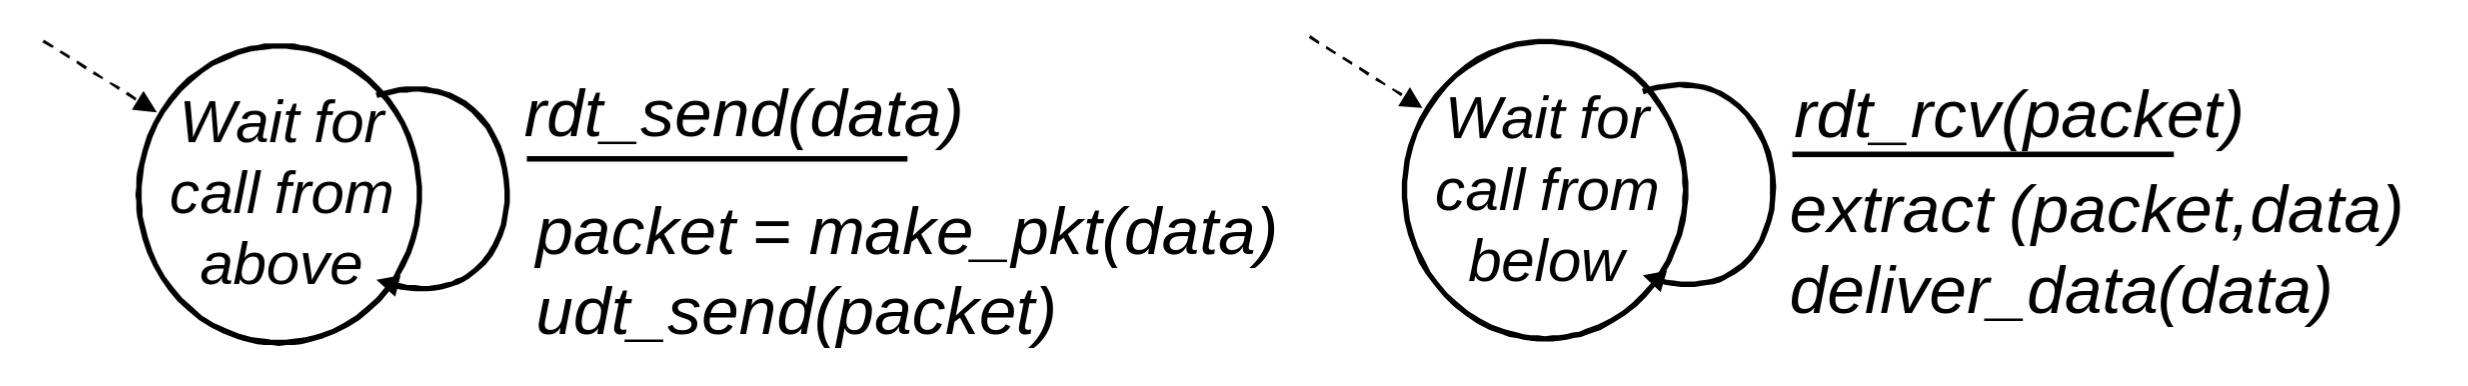 Wait for
call from
above
rdt_send(data)
packet = make_pkt(data)
udt_send(packet)
Wait for
call from
below
rdt_rcv(packet)
extract (packet,data)
deliver_data(data)